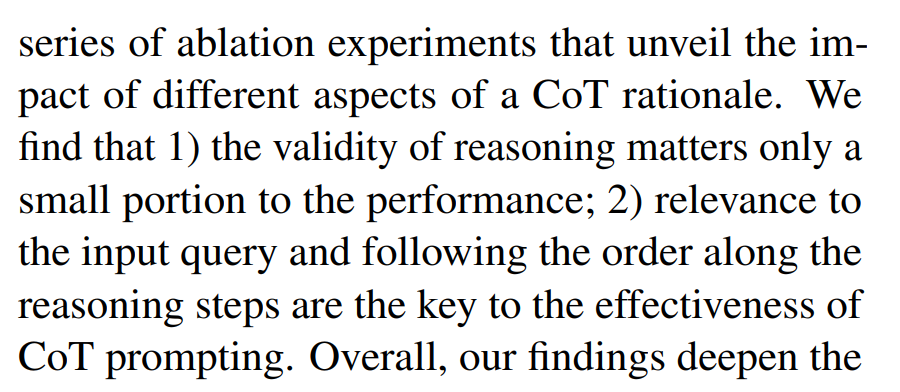 series of ablation experiments that unveil the im-
pact of different aspects of a CoT rationale. We
find that 1) the validity of reasoning matters only a
small portion to the performance; 2) relevance to
the input query and following the order along the
reasoning steps are the key to the effectiveness of
CoT prompting. Overall, our findings deepen the